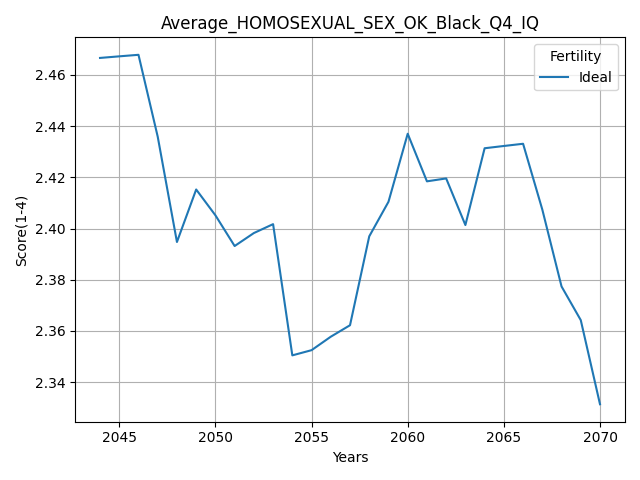 Average_HOMOSEXUAL_SEX_OK_Black_Q4_IQ
Fertility
Ideal
Score(1-4)
2.46
2.44
2.42
2.40
2.38
2.36
2.34
2045
2050
2055
2060
2065
2070
Years